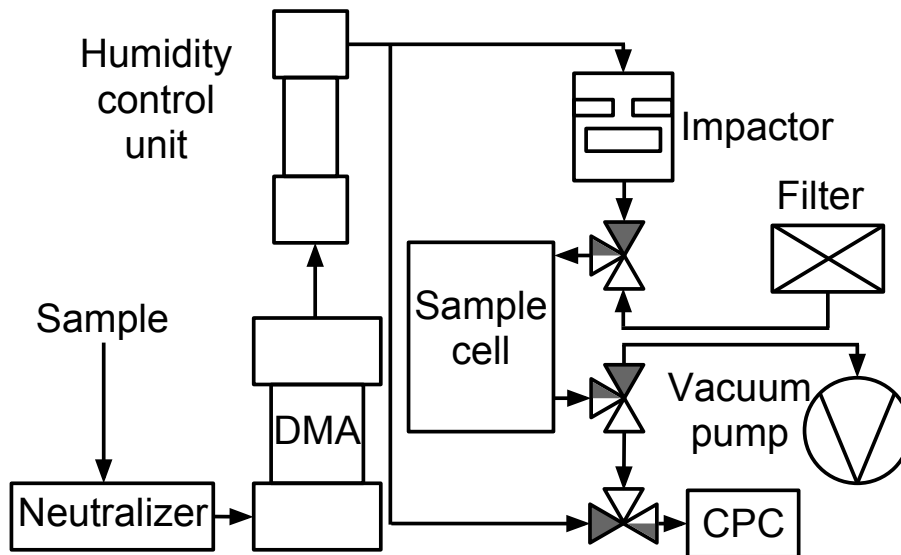 Humidity
control
unit
Impactor
Filter
Sample
Sample
cell
DMA
Vacuum
pump
Neutralizer
CPC